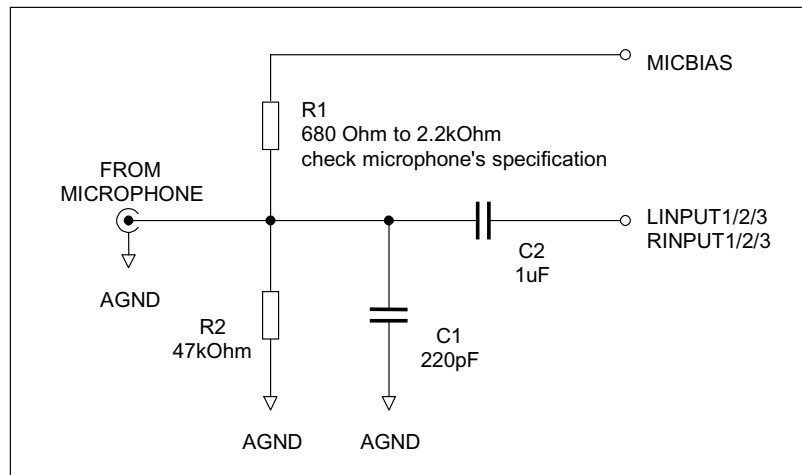 MICBIAS
R1
680 Ohm to 2.2kOhm
check microphone's specification
FROM
MICROPHONE
LINPUT1/2/3
RINPUT1/2/3
C2
1uF
AGND
R2
47kOhm
C1
220pF
AGND
AGND